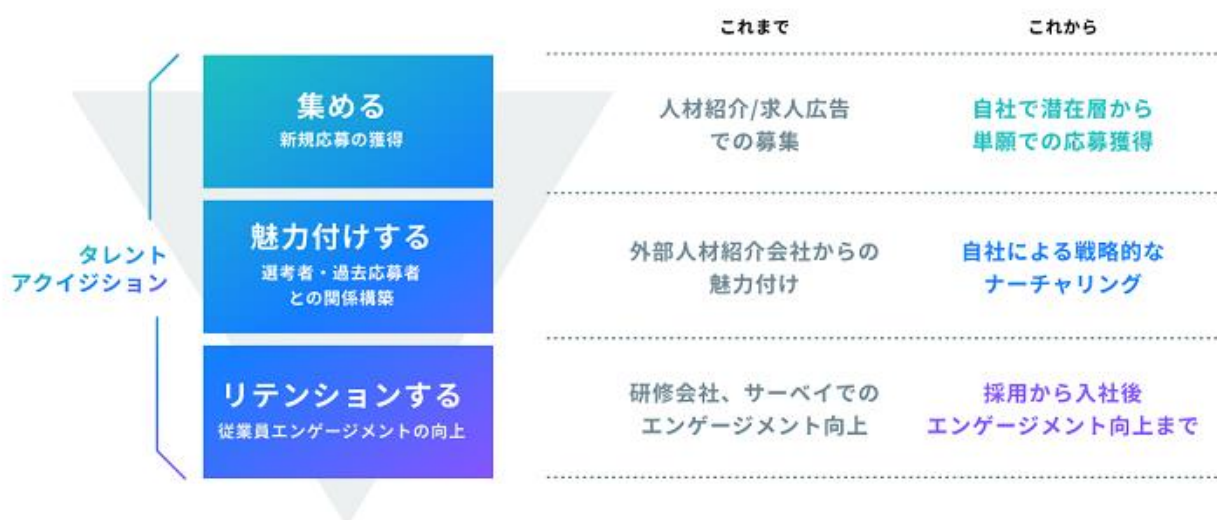 これまで
これから
タレント
アクイジション
集める
新規応募の獲得
人材紹介/求人広告
での募集
自社で潜在層から
単願での応募獲得
魅力付けする
選考者・過去応募者
との関係構築
外部人材紹介会社からの
魅力付け
自社による戦略的な
ナーチャリング
リテンションする
従業員エンゲージメントの向上
研修会社、サーベイでの
エンゲージメント向上
採用から入社後
エンゲージメント向上まで